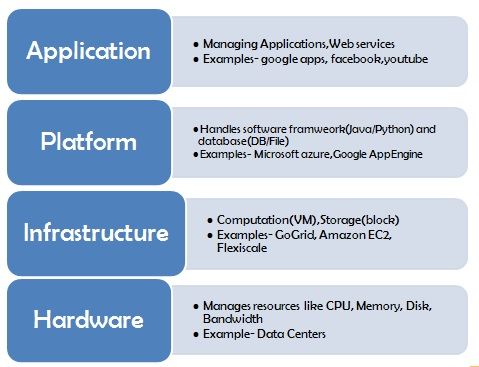 Application
• Managing Applications,Web services
• Examples- google apps, facebook,youtube
Platform
• Handles software framweork(Java/Python) and
database(DB/File)
• Examples- Microsoft azure,Google AppEngine
Infrastructure
• Computation(VM),Storage(block)
• Examples- GoGrid, Amazon EC2,
Flexiscale
Hardware
• Manages resources like CPU, Memory, Disk,
Bandwidth
• Example- Data Centers